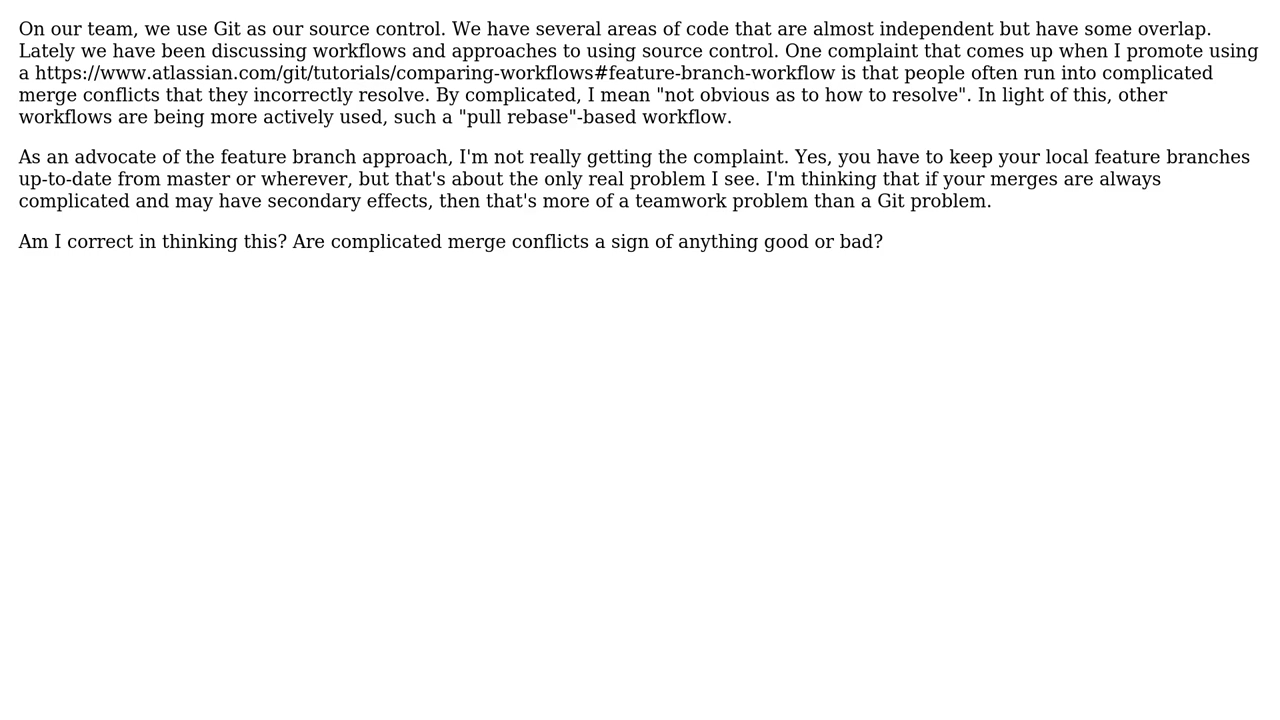 On our team, we use Git as our source control. We have several areas of code that are almost independent but have some overlap.
Lately we have been discussing workflows and approaches to using source control. One complaint that comes up when I promote using
a https://www.atlassian.com/git/tutorials/comparing-workflows#feature-branch-workflow is that people often run into complicated
merge conflicts that they incorrectly resolve. By complicated, I mean "not obvious as to how to resolve". In light of this, other
workflows are being more actively used, such a "pull rebase"-based workflow.
As an advocate of the feature branch approach, I'm not really getting the complaint. Yes, you have to keep your local feature branches
up-to-date from master or wherever, but that's about the only real problem I see. I'm thinking that if your merges are always
complicated and may have secondary effects, then that's more of a teamwork problem than a Git problem.
Am I correct in thinking this? Are complicated merge conflicts a sign of anything good or bad?